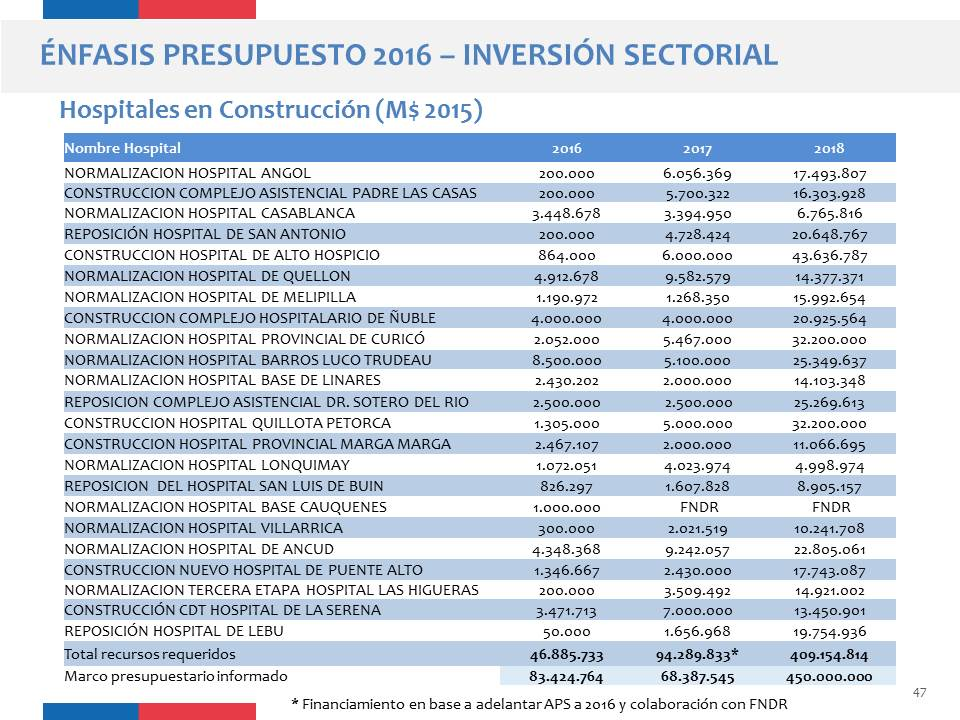 ÉNFASIS PRESUPUESTO 2016 – INVERSIÓN SECTORIAL
Hospitales en Construcción (M$ 2015)
Nombre Hospital 2016 2017 2018
NORMALIZACION HOSPITAL ANGOL 200.000 6.056.369 17.493.807
CONSTRUCCION COMPLEJO ASISTENCIAL PADRE LAS CASAS 200.000 5.700.322 16.303.928
NORMALIZACION HOSPITAL CASABLANCA 3.448.678 3.394.950 6.765.816
REPOSICIÓN HOSPITAL DE SAN ANTONIO 200.000 4.728.424 20.648.767
CONSTRUCCION HOSPITAL DE ALTO HOSPICIO 864.000 6.000.000 43.636.787
NORMALIZACION HOSPITAL DE QUELLON 4.912.678 9.582.579 14.377.371
NORMALIZACION HOSPITAL DE MELIPILLA 1.190.972 1.268.350 15.992.654
CONSTRUCCION COMPLEJO HOSPITALARIO DE ÑUBLE 4.000.000 4.000.000 20.925.564
NORMALIZACION HOSPITAL PROVINCIAL DE CURICÓ 2.052.000 5.467.000 32.200.000
NORMALIZACION HOSPITAL BARROS LUCO TRUDEAU 8.500.000 5.100.000 25.349.637
NORMALIZACION HOSPITAL BASE DE LINARES 2.430.202 2.000.000 14.103.348
REPOSICION COMPLEJO ASISTENCIAL DR. SOTERO DEL RIO 2.500.000 2.500.000 25.269.613
CONSTRUCCION HOSPITAL QUILLOTA PETORCA 1.305.000 5.000.000 32.200.000
CONSTRUCCION HOSPITAL PROVINCIAL MARGA MARGA 2.467.107 2.000.000 11.066.695
NORMALIZACION HOSPITAL LONQUIMAY 1.072.051 4.023.974 4.998.974
REPOSICION DEL HOSPITAL SAN LUIS DE BUIN 826.297 1.607.828 8.905.157
NORMALIZACION HOSPITAL BASE CAUQUENES 1.000.000 FNDR FNDR
NORMALIZACION HOSPITAL VILLARRICA 300.000 2.021.519 10.241.708
NORMALIZACION HOSPITAL DE ANCUD 4.348.368 9.242.057 22.805.061
CONSTRUCCION NUEVO HOSPITAL DE PUENTE ALTO 1.346.667 2.430.000 17.743.087
NORMALIZACION TERCERA ETAPA HOSPITAL LAS HIGUERAS 200.000 3.509.492 14.921.002
CONSTRUCCIÓN CDT HOSPITAL DE LA SERENA 3.471.713 7.000.000 13.450.901
REPOSICIÓN HOSPITAL DE LEBU 50.000 1.656.968 19.754.936
Total recursos requeridos 46.885.733 94.289.833* 409.154.814
Marco presupuestario informado 83.424.764 68.387.545 450.000.000
47
* Financiamiento en base a adelantar APS a 2016 y colaboración con FNDR